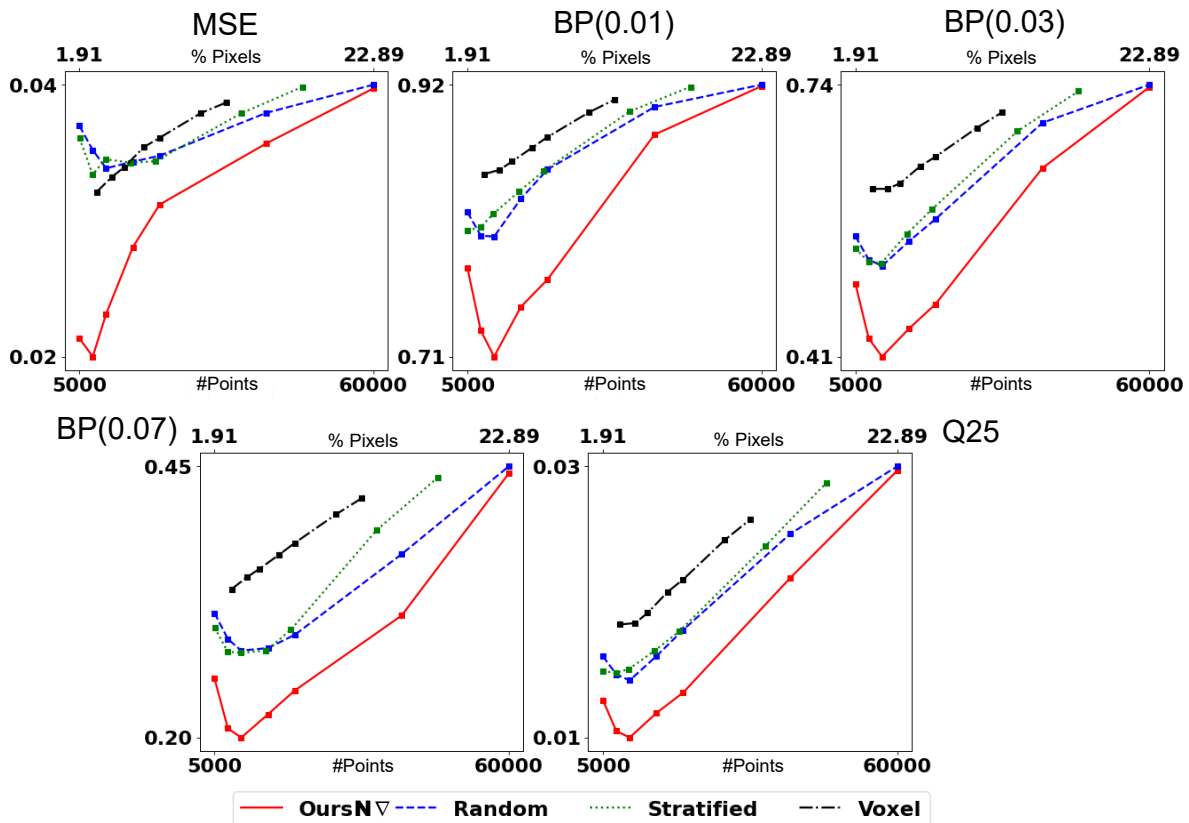 MSE
1.91 % Pixels 22.89
0.04
0.02
5000 #Points 60000
BP(0.01)
1.91 % Pixels 22.89
0.92
0.71
5000 #Points 60000
BP(0.03)
1.91 % Pixels 22.89
0.74
0.41
5000 #Points 60000
BP(0.07)
1.91 % Pixels 22.89
0.45
0.20
5000 #Points 60000
Q25
1.91 % Pixels 22.89
0.03
0.01
5000 #Points 60000
OursN∇ Random Stratified Voxel